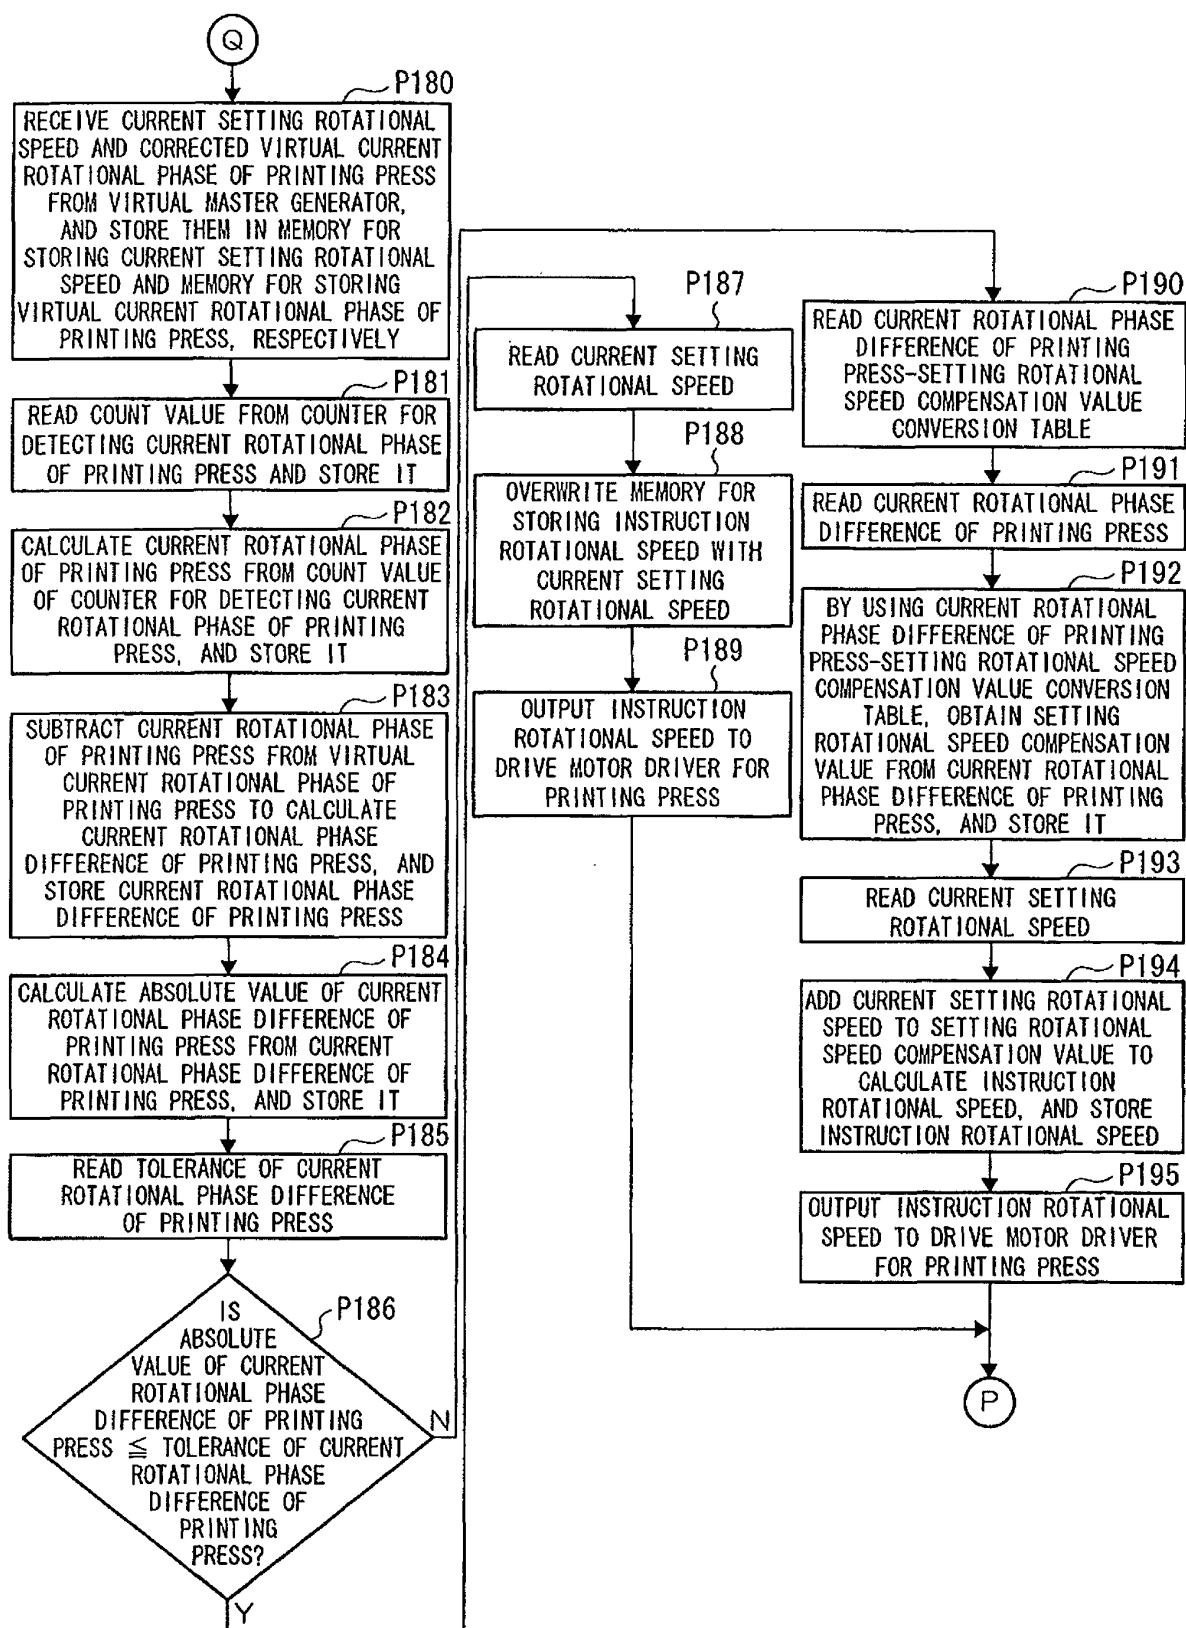 Q
P180
RECEIVE CURRENT SETTING ROTATIONAL
SPEED AND CORRECTED VIRTUAL CURRENT
ROTATIONAL PHASE OF PRINTING PRESS
FROM VIRTUAL MASTER GENERATOR,
AND STORE THEM IN MEMORY FOR
STORING CURRENT SETTING ROTATIONAL
SPEED AND MEMORY FOR STORING
VIRTUAL CURRENT ROTATIONAL PHASE OF
PRINTING PRESS, RESPECTIVELY
P181
READ COUNT VALUE FROM COUNTER FOR
DETECTING CURRENT ROTATIONAL PHASE
OF PRINTING PRESS AND STORE IT
P182
CALCULATE CURRENT ROTATIONAL PHASE
OF PRINTING PRESS FROM COUNT VALUE
OF COUNTER FOR DETECTING CURRENT
ROTATIONAL PHASE OF PRINTING
PRESS, AND STORE IT
P183
SUBTRACT CURRENT ROTATIONAL PHASE
OF PRINTING PRESS FROM VIRTUAL
CURRENT ROTATIONAL PHASE OF
PRINTING PRESS TO CALCULATE
CURRENT ROTATIONAL PHASE
DIFFERENCE OF PRINTING PRESS, AND
STORE CURRENT ROTATIONAL PHASE
DIFFERENCE OF PRINTING PRESS
P184
CALCULATE ABSOLUTE VALUE OF CURRENT
ROTATIONAL PHASE DIFFERENCE OF
PRINTING PRESS FROM CURRENT
ROTATIONAL PHASE DIFFERENCE OF
PRINTING PRESS, AND STORE IT
P185
READ TOLERANCE OF CURRENT
ROTATIONAL PHASE DIFFERENCE
OF PRINTING PRESS
P186
IS
ABSOLUTE
VALUE OF CURRENT
ROTATIONAL PHASE
DIFFERENCE OF PRINTING
PRESS ≦ TOLERANCE OF CURRENT
ROTATIONAL PHASE
DIFFERENCE OF
PRINTING
PRESS?
N
Y
P187
READ CURRENT SETTING
ROTATIONAL SPEED
P188
OVERWRITE MEMORY FOR
STORING INSTRUCTION
ROTATIONAL SPEED WITH
CURRENT SETTING
ROTATIONAL SPEED
P189
OUTPUT INSTRUCTION
ROTATIONAL SPEED TO
DRIVE MOTOR DRIVER FOR
PRINTING PRESS
P190
READ CURRENT ROTATIONAL PHASE
DIFFERENCE OF PRINTING
PRESS-SETTING ROTATIONAL
SPEED COMPENSATION VALUE
CONVERSION TABLE
P191
READ CURRENT ROTATIONAL PHASE
DIFFERENCE OF PRINTING PRESS
P192
BY USING CURRENT ROTATIONAL
PHASE DIFFERENCE OF PRINTING
PRESS-SETTING ROTATIONAL SPEED
COMPENSATION VALUE CONVERSION
TABLE, OBTAIN SETTING
ROTATIONAL SPEED COMPENSATION
VALUE FROM CURRENT ROTATIONAL
PHASE DIFFERENCE OF PRINTING
PRESS, AND STORE IT
P193
READ CURRENT SETTING
ROTATIONAL SPEED
P194
ADD CURRENT SETTING ROTATIONAL
SPEED TO SETTING ROTATIONAL
SPEED COMPENSATION VALUE TO
CALCULATE INSTRUCTION
ROTATIONAL SPEED, AND STORE
INSTRUCTION ROTATIONAL SPEED
P195
OUTPUT INSTRUCTION ROTATIONAL
SPEED TO DRIVE MOTOR DRIVER
FOR PRINTING PRESS
P